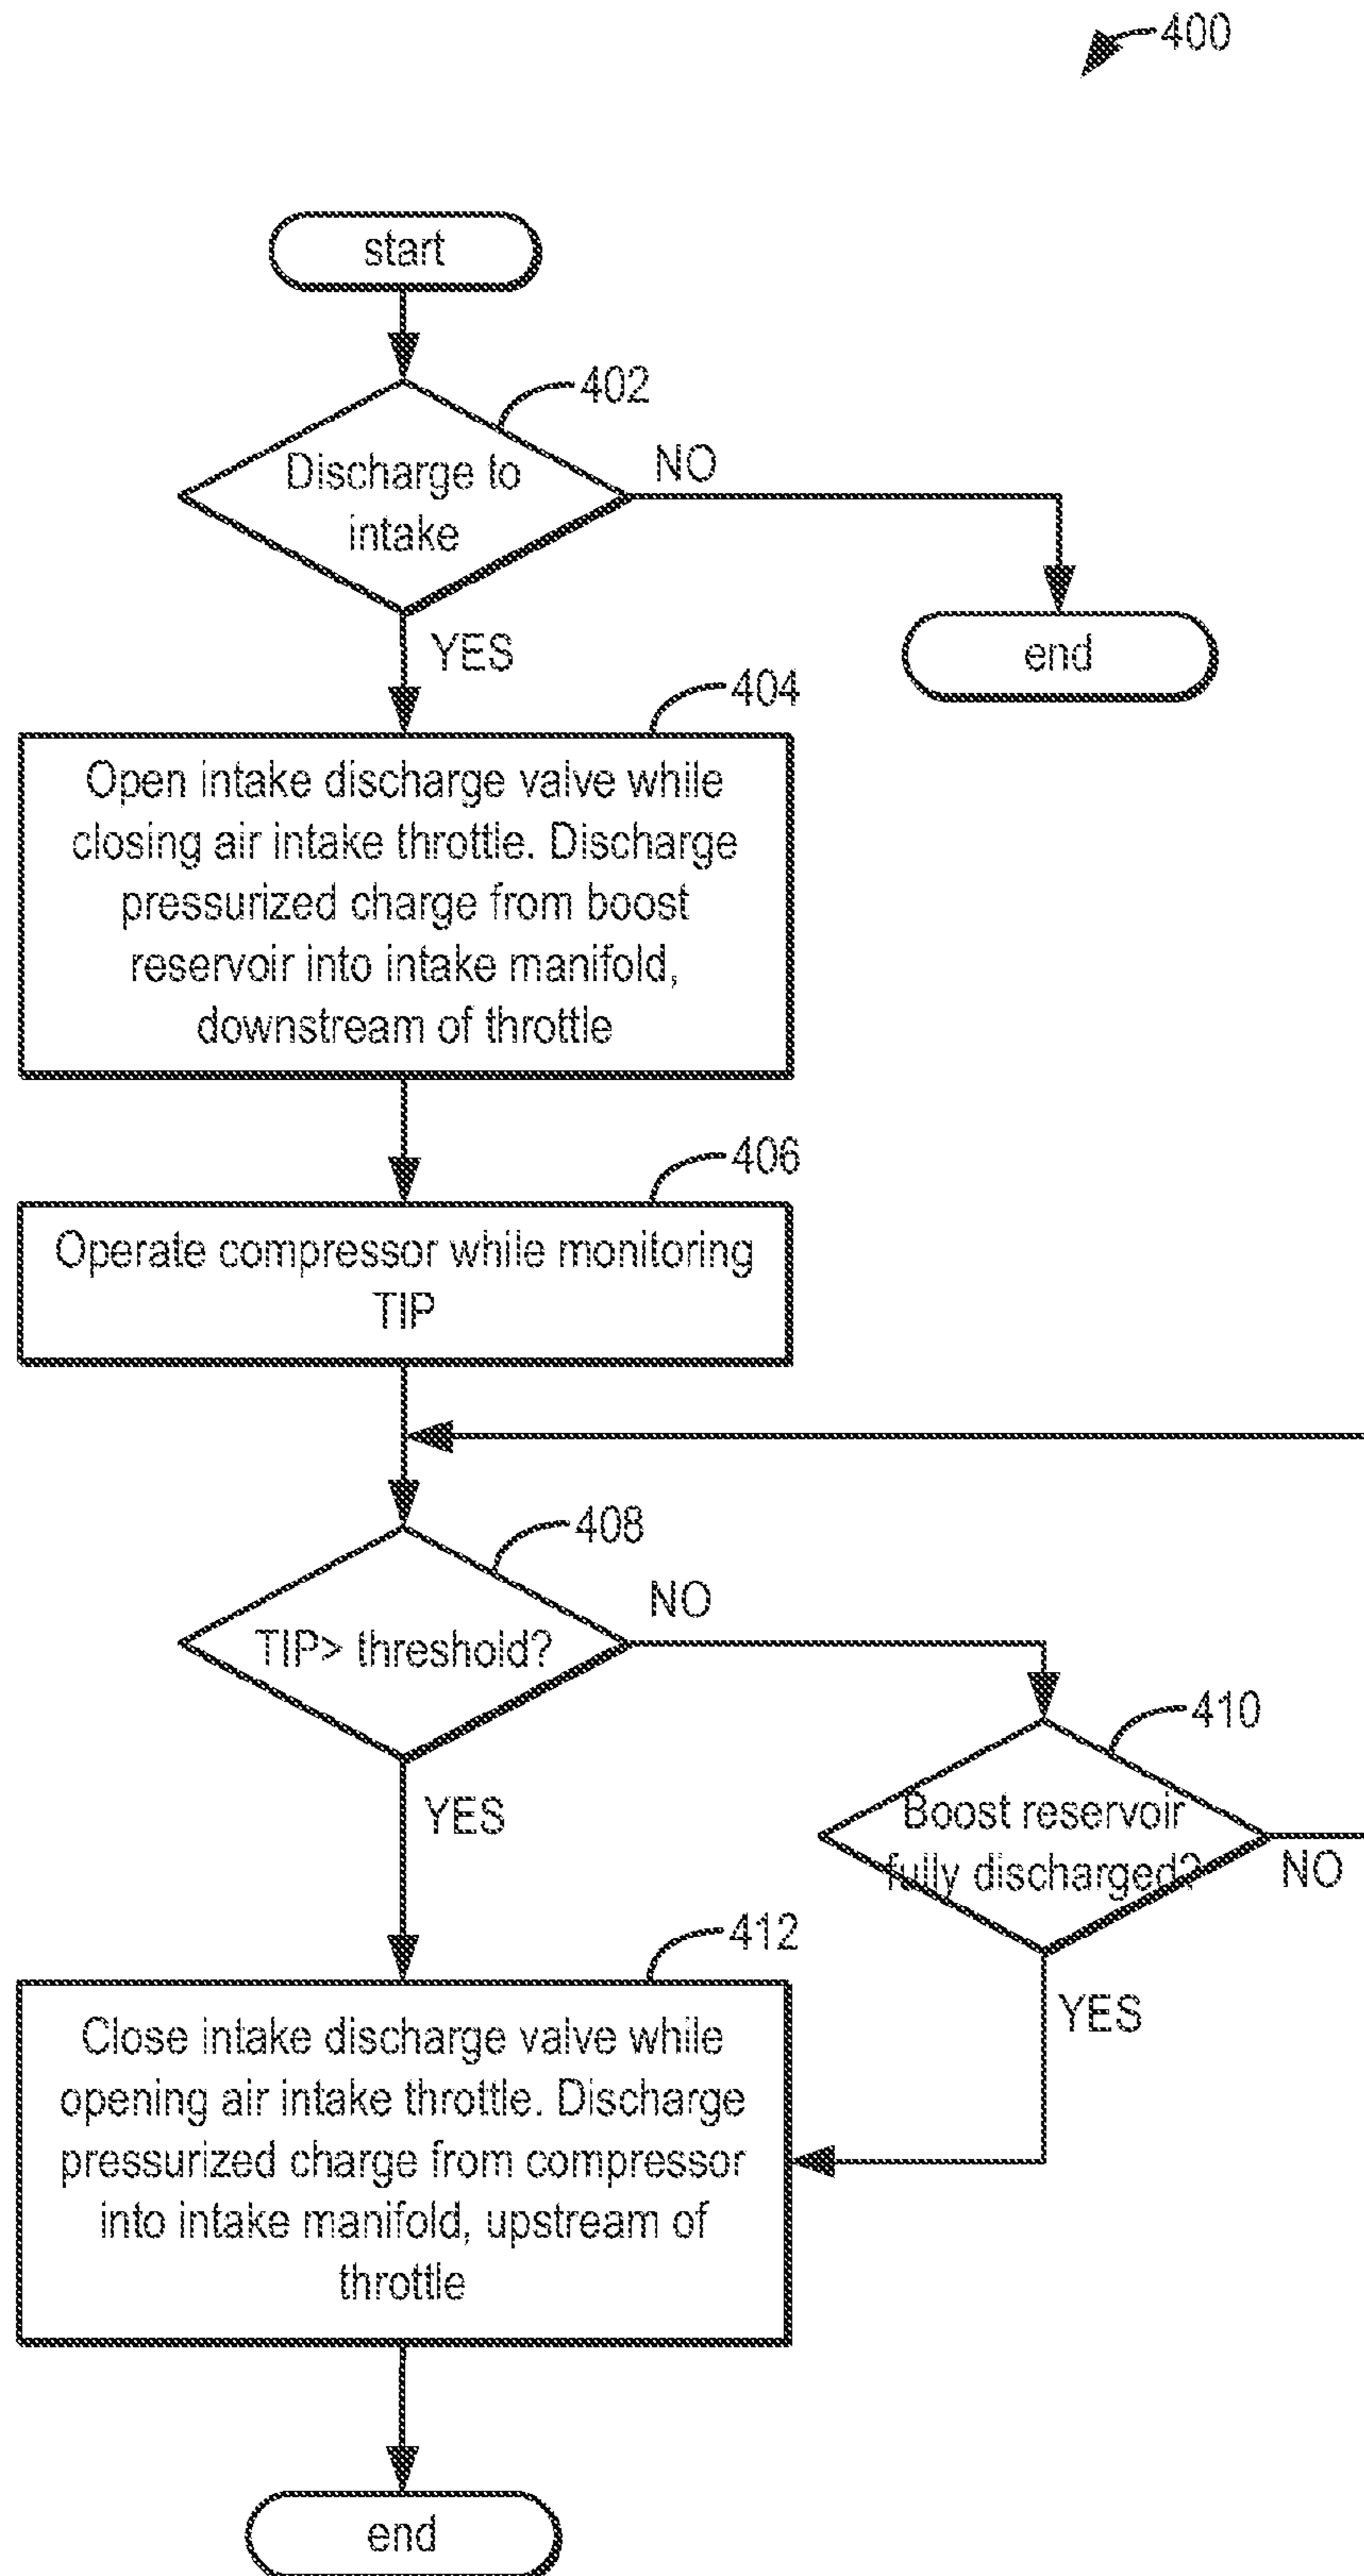 400
start
402
Discharge to
intake
NO
YES
end
404
Open intake discharge valve while
closing air intake throttle. Discharge
pressurized charge from boost
reservoir into intake manifold,
downstream of throttle
406
Operate compressor while monitoring
TIP
408
NO
TIP> threshold?
410
YES
Boost reservoir
fully discharged?
NO
412
YES
Close intake discharge valve while
opening air intake throttle. Discharge
pressurized charge from compressor
into intake manifold, upstream of
throttle
end